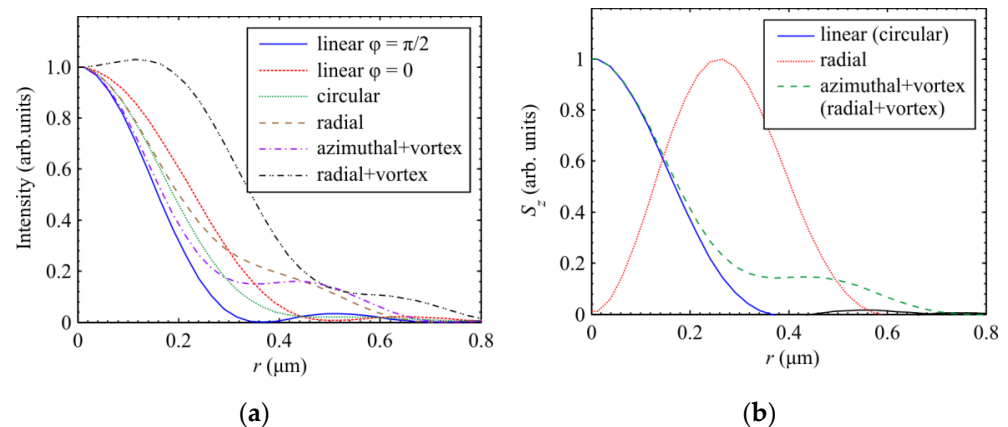 linear φ = π/2
linear φ = 0
circular
radial
azimuthal+vortex
radial+vortex
Intensity (arb.units)
1.0
0.8
0.6
0.4
0.2
0
0 0.2 0.4 0.6 0.8
r (μm)
(a)
linear (circular)
radial
azimuthal+vortex
(radial+vortex)
S_z (arb. units)
1.0
0.8
0.6
0.4
0.2
0
0 0.2 0.4 0.6 0.8
r (μm)
(b)